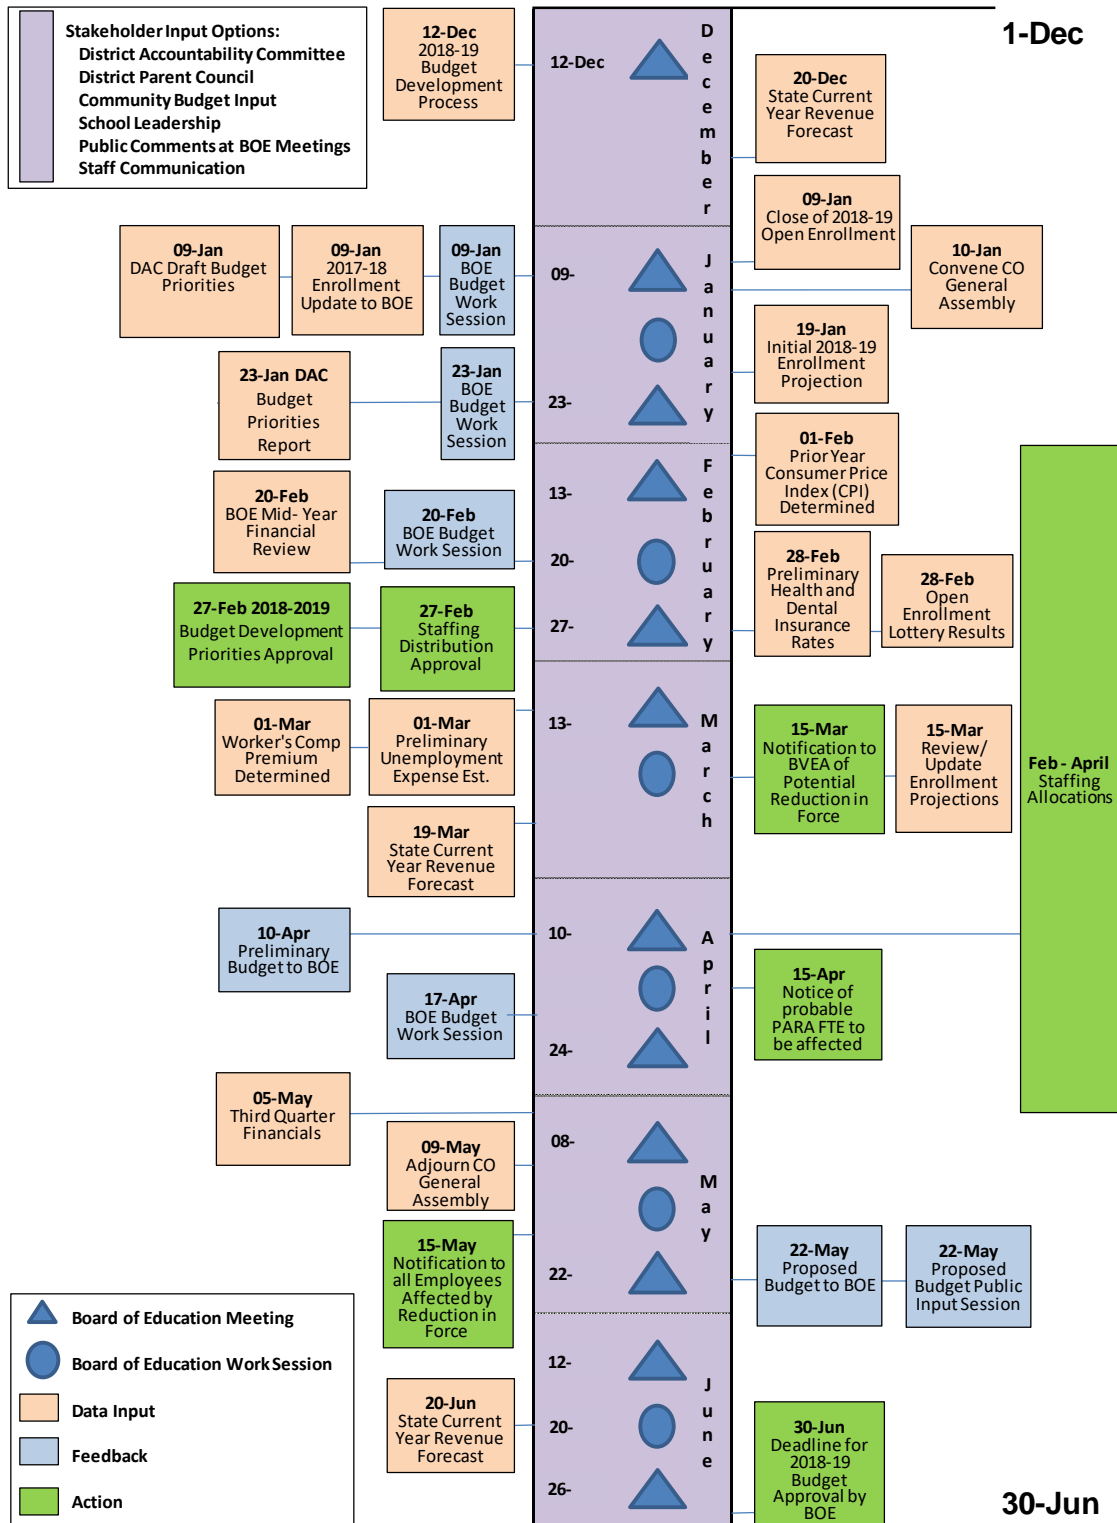 Stakeholder Input Options:
District Accountability Committee
District Parent Council
Community Budget Input
School Leadership
Public Comments at BOE Meetings
Staff Communication
12-Dec
2018-19
Budget
Development
Process
12-Dec
December
1-Dec
20-Dec
State Current
Year Revenue
Forecast
09-Jan
Close of 2018-19
Open Enrollment
10-Jan
Convene CO
General
Assembly
09-Jan
DAC Draft Budget
Priorities
09-Jan
2017-18
Enrollment
Update to BOE
09-Jan
BOE
Budget
Work
Session
09-
January
19-Jan
Initial 2018-19
Enrollment
Projection
23-Jan DAC
Budget
Priorities
Report
23-Jan
BOE
Budget
Work
Session
23-
01-Feb
Prior Year
Consumer Price
Index (CPI)
Determined
20-Feb
BOE Mid- Year
Financial
Review
20-Feb
BOE Budget
Work Session
13-
20-
27-
February
28-Feb
Preliminary
Health and
Dental
Insurance
Rates
28-Feb
Open
Enrollment
Lottery Results
27-Feb 2018-2019
Budget Development
Priorities Approval
27-Feb
Staffing
Distribution
Approval
01-Mar
Worker's Comp
Premium
Determined
01-Mar
Preliminary
Unemployment
Expense Est.
13-
March
15-Mar
Notification to
BVEA of
Potential
Reduction in
Force
15-Mar
Review/
Update
Enrollment
Projections
Feb - April
Staffing
Allocations
19-Mar
State Current
Year Revenue
Forecast
10-Apr
Preliminary
Budget to BOE
10-
April
17-Apr
BOE Budget
Work Session
24-
15-Apr
Notice of
probable
PARA FTE to
be affected
05-May
Third Quarter
Financials
08-
May
09-May
Adjourn CO
General
Assembly
15-May
Notification to
all Employees
Affected by
Reduction in
Force
22-
22-May
Proposed
Budget to BOE
22-May
Proposed
Budget Public
Input Session
Board of Education Meeting
Board of Education Work Session
Data Input
Feedback
Action
12-
June
20-Jun
State Current
Year Revenue
Forecast
20-
26-
30-Jun
Deadline for
2018-19
Budget
Approval by
BOE
30-Jun